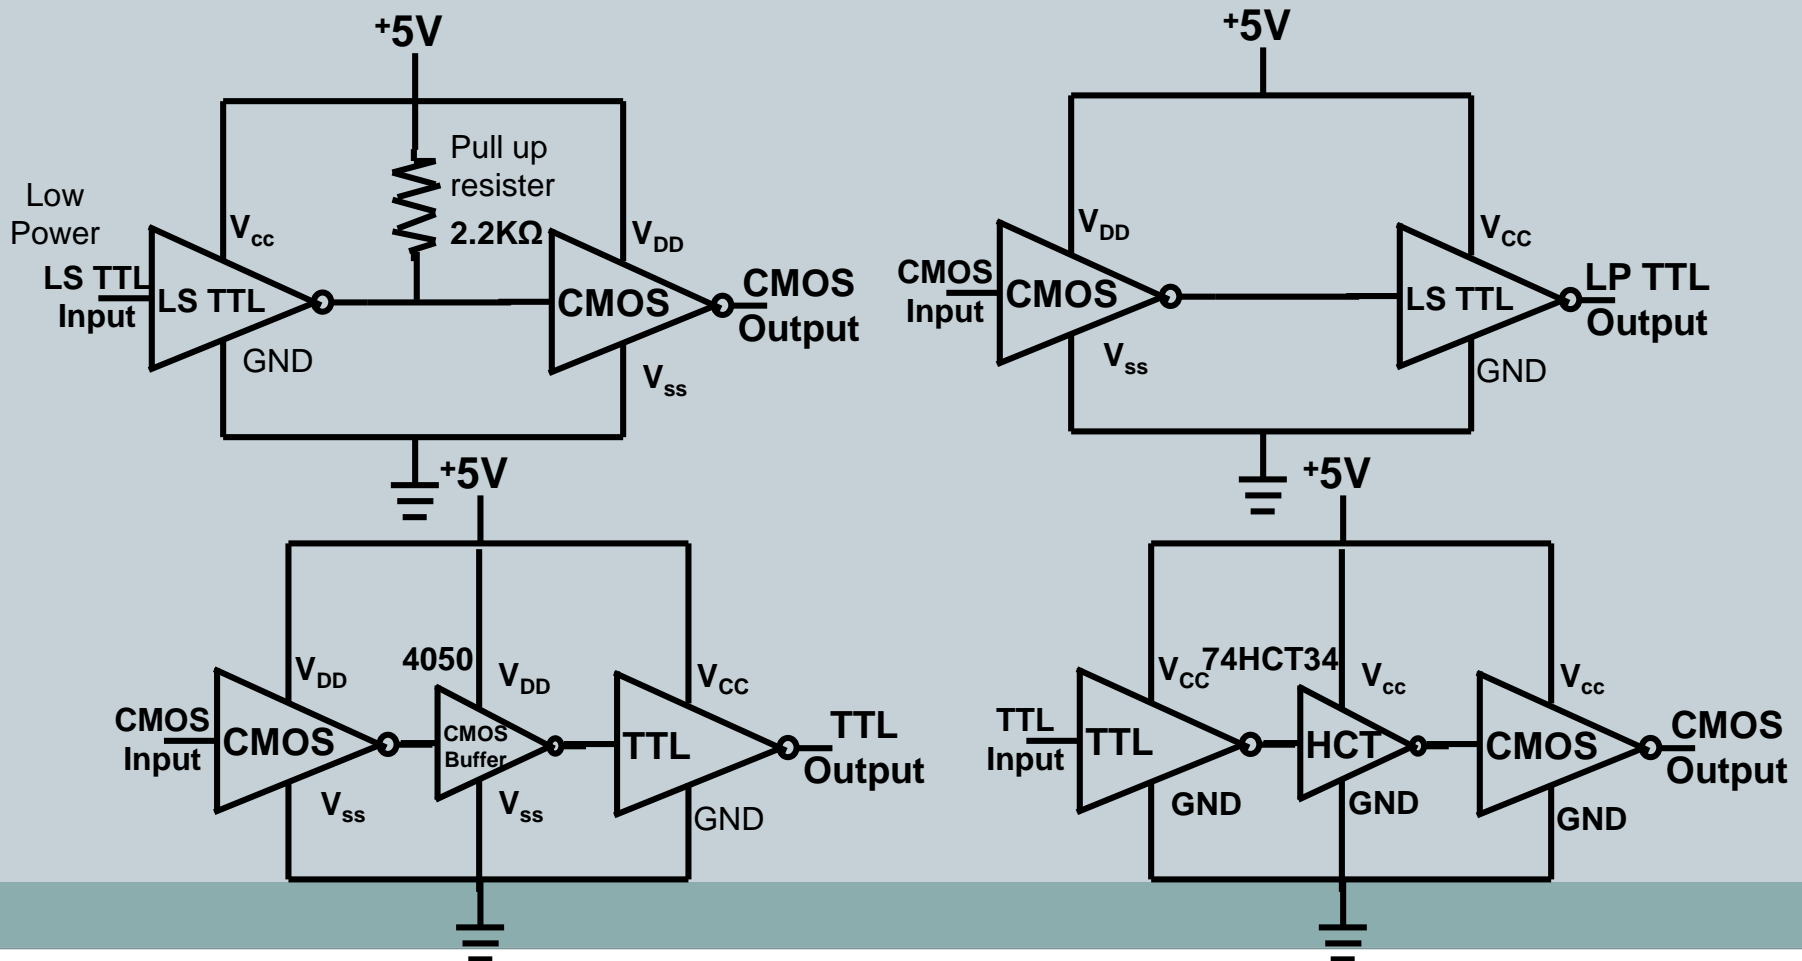 +5V
Pull up
resister
2.2KΩ
Low
Power
LS TTL
Input
Vcc
LS TTL
GND
VDD
CMOS
Vss
CMOS
Output
+5V
CMOS
Input
VDD
CMOS
Vss
VCC
LS TTL
GND
LP TTL
Output
+5V
CMOS
Input
VDD
CMOS
Vss
4050
VDD
CMOS
Buffer
Vss
VCC
TTL
GND
TTL
Output
+5V
TTL
Input
VCC
TTL
GND
74HCT34
Vcc
HCT
GND
Vcc
CMOS
GND
CMOS
Output